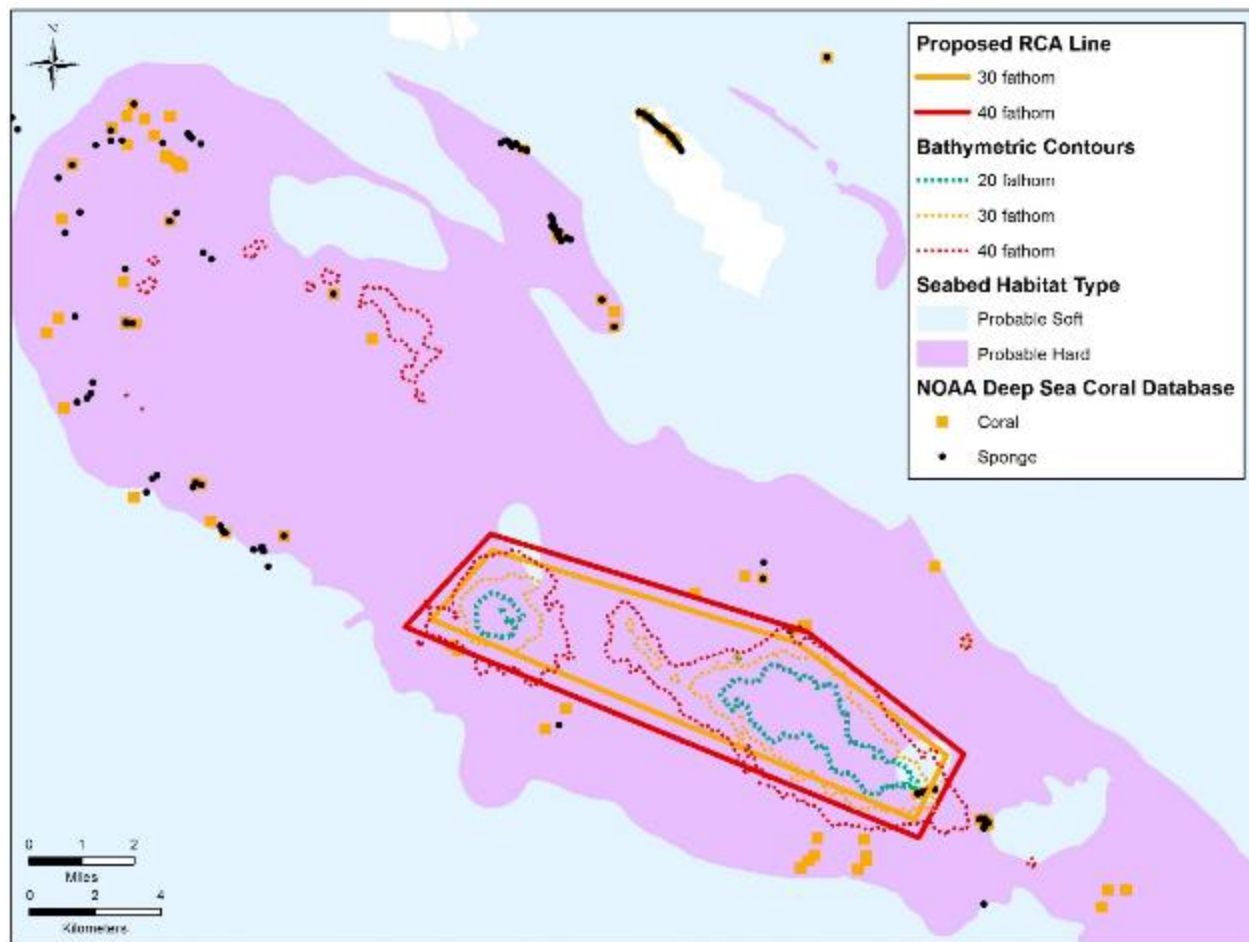 N
Proposed RCA Line
30 fathom
40 fathom
Bathymetric Contours
20 fathom
30 fathom
40 fathom
Seabed Habitat Type
Probable Soft
Probable Hard
NOAA Deep Sea Coral Database
Coral
Sponge
0 1 2
Miles
0 2 4
Kilometers